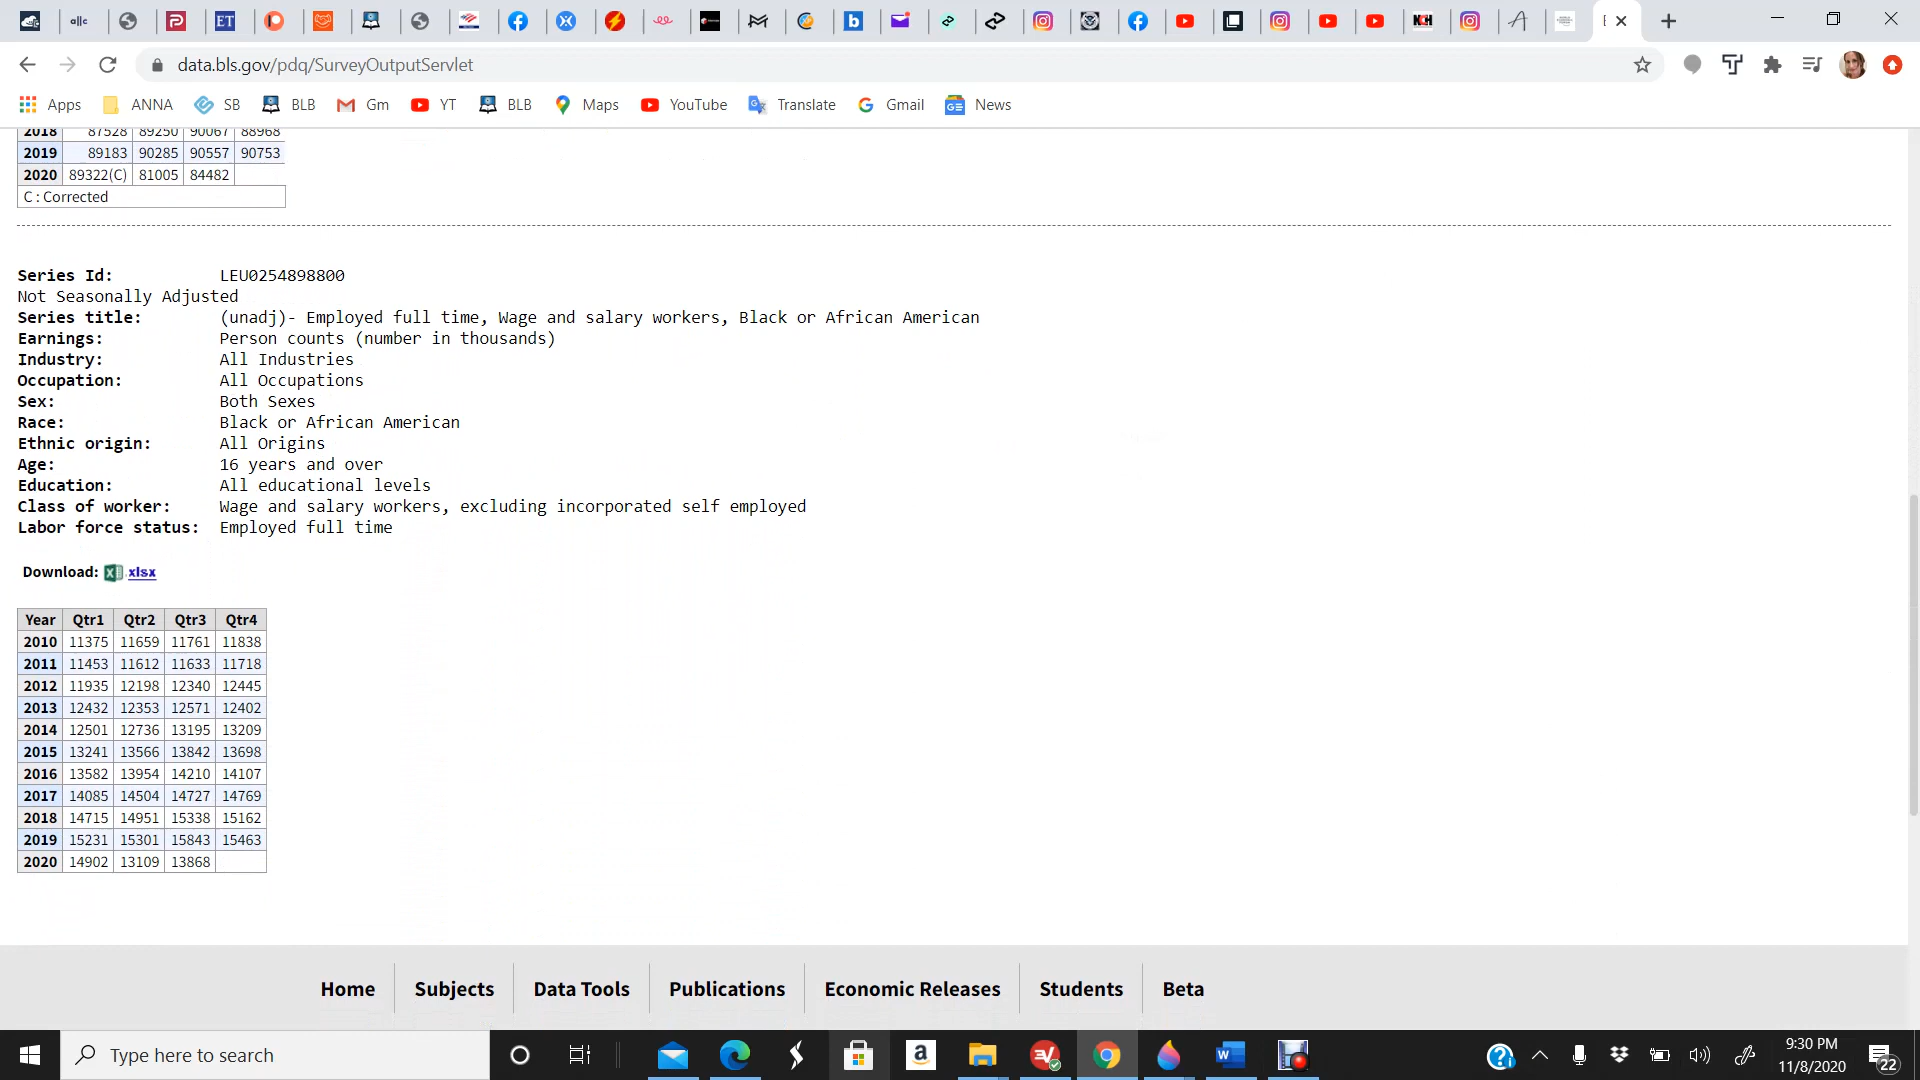 a||c
ET
b
KCH
data.bls.gov/pdq/SurveyOutputServlet
Apps ANNA SB BLB Gm YT BLB Maps YouTube Translate Gmail News
2018 87528 89250 90067 88968
2019 89183 90285 90557 90753
2020 89322(C) 81005 84482
C : Corrected
Series Id: LEU0254898800
Not Seasonally Adjusted
Series title: (unadj)- Employed full time, Wage and salary workers, Black or African American
Earnings: Person counts (number in thousands)
Industry: All Industries
Occupation: All Occupations
Sex: Both Sexes
Race: Black or African American
Ethnic origin: All Origins
Age: 16 years and over
Education: All educational levels
Class of worker: Wage and salary workers, excluding incorporated self employed
Labor force status: Employed full time
Download: xlsx
Year Qtr1 Qtr2 Qtr3 Qtr4
2010 11375 11659 11761 11838
2011 11453 11612 11633 11718
2012 11935 12198 12340 12445
2013 12432 12353 12571 12402
2014 12501 12736 13195 13209
2015 13241 13566 13842 13698
2016 13582 13954 14210 14107
2017 14085 14504 14727 14769
2018 14715 14951 15338 15162
2019 15231 15301 15843 15463
2020 14902 13109 13868
Home Subjects Data Tools Publications Economic Releases Students Beta
Type here to search
9:30 PM
11/8/2020
22